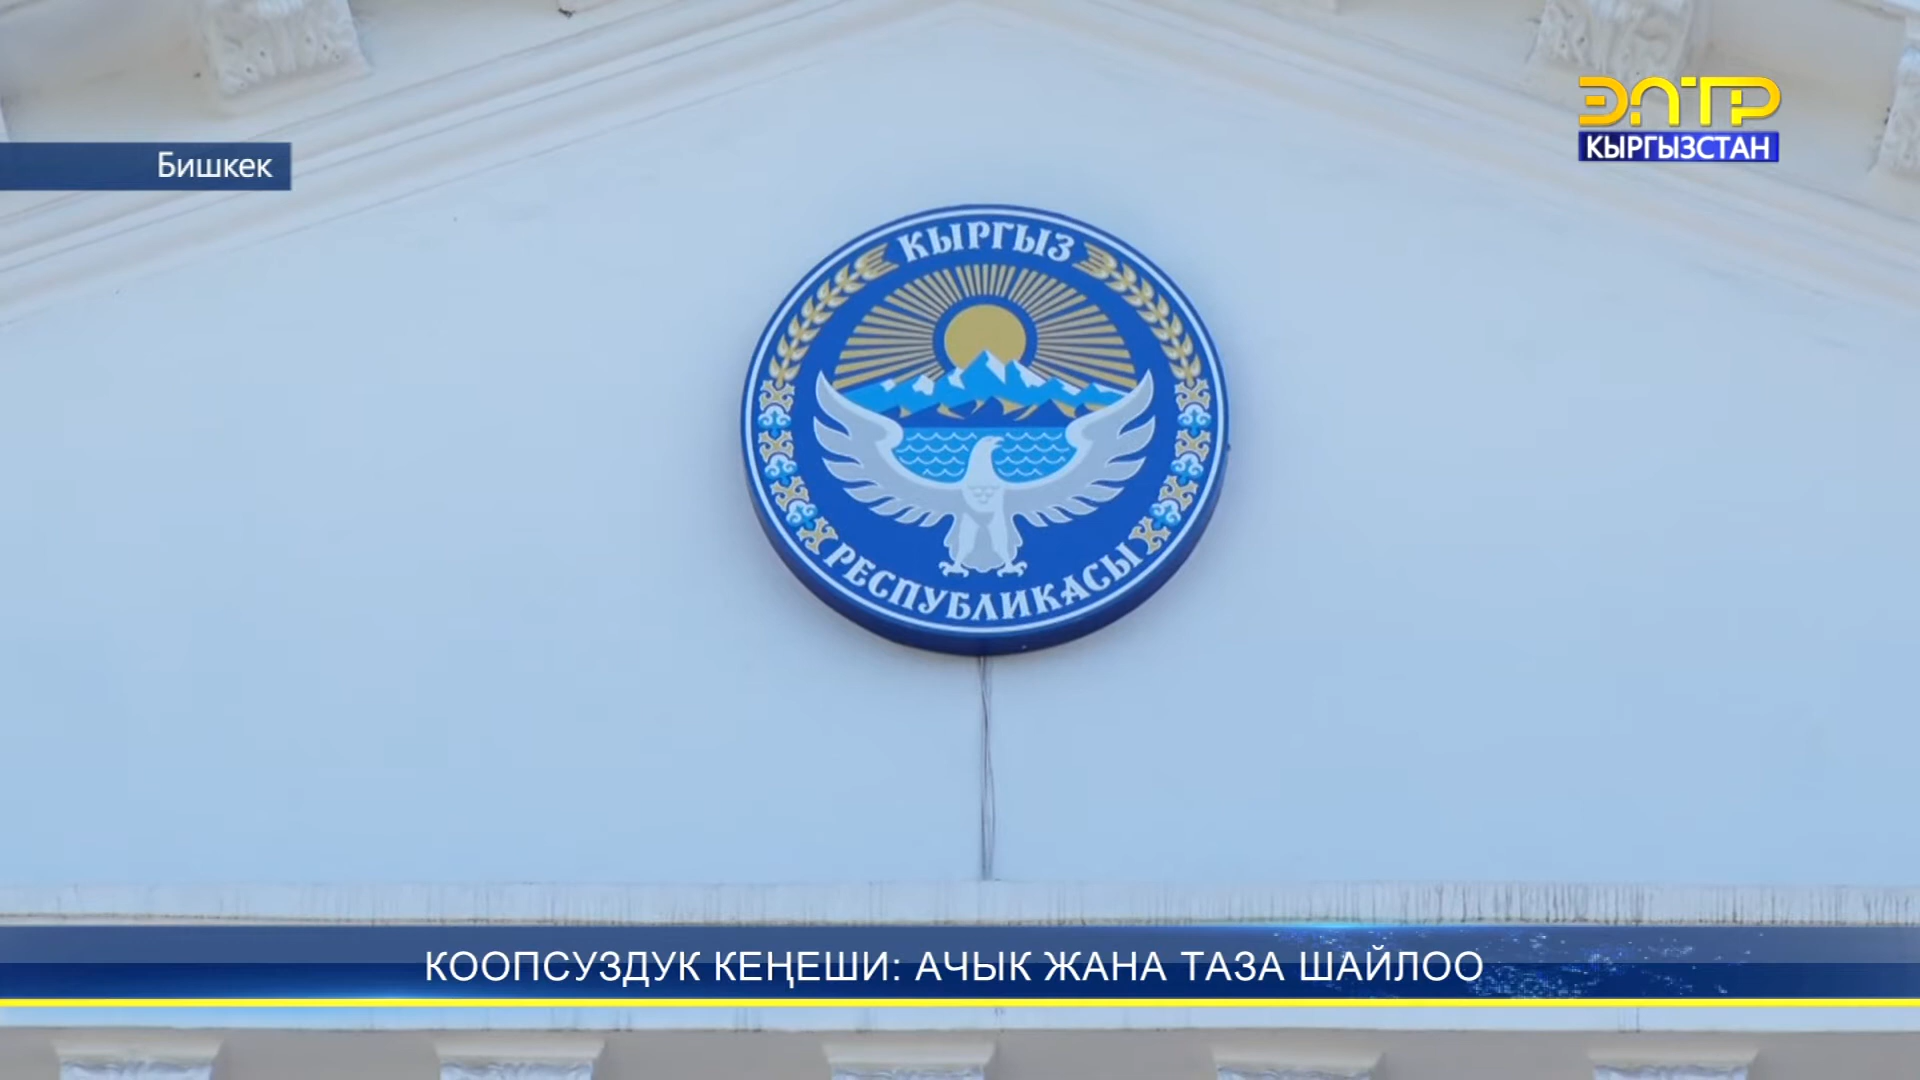 Бишкек
ЭЛТР
КЫРГЫЗСТАН
КЫРГЫЗ
РЕСПУБЛИКАСЫ
КООПСУЗДУК КЕҢЕШИ: АЧЫК ЖАНА ТАЗА ШАЙЛОО